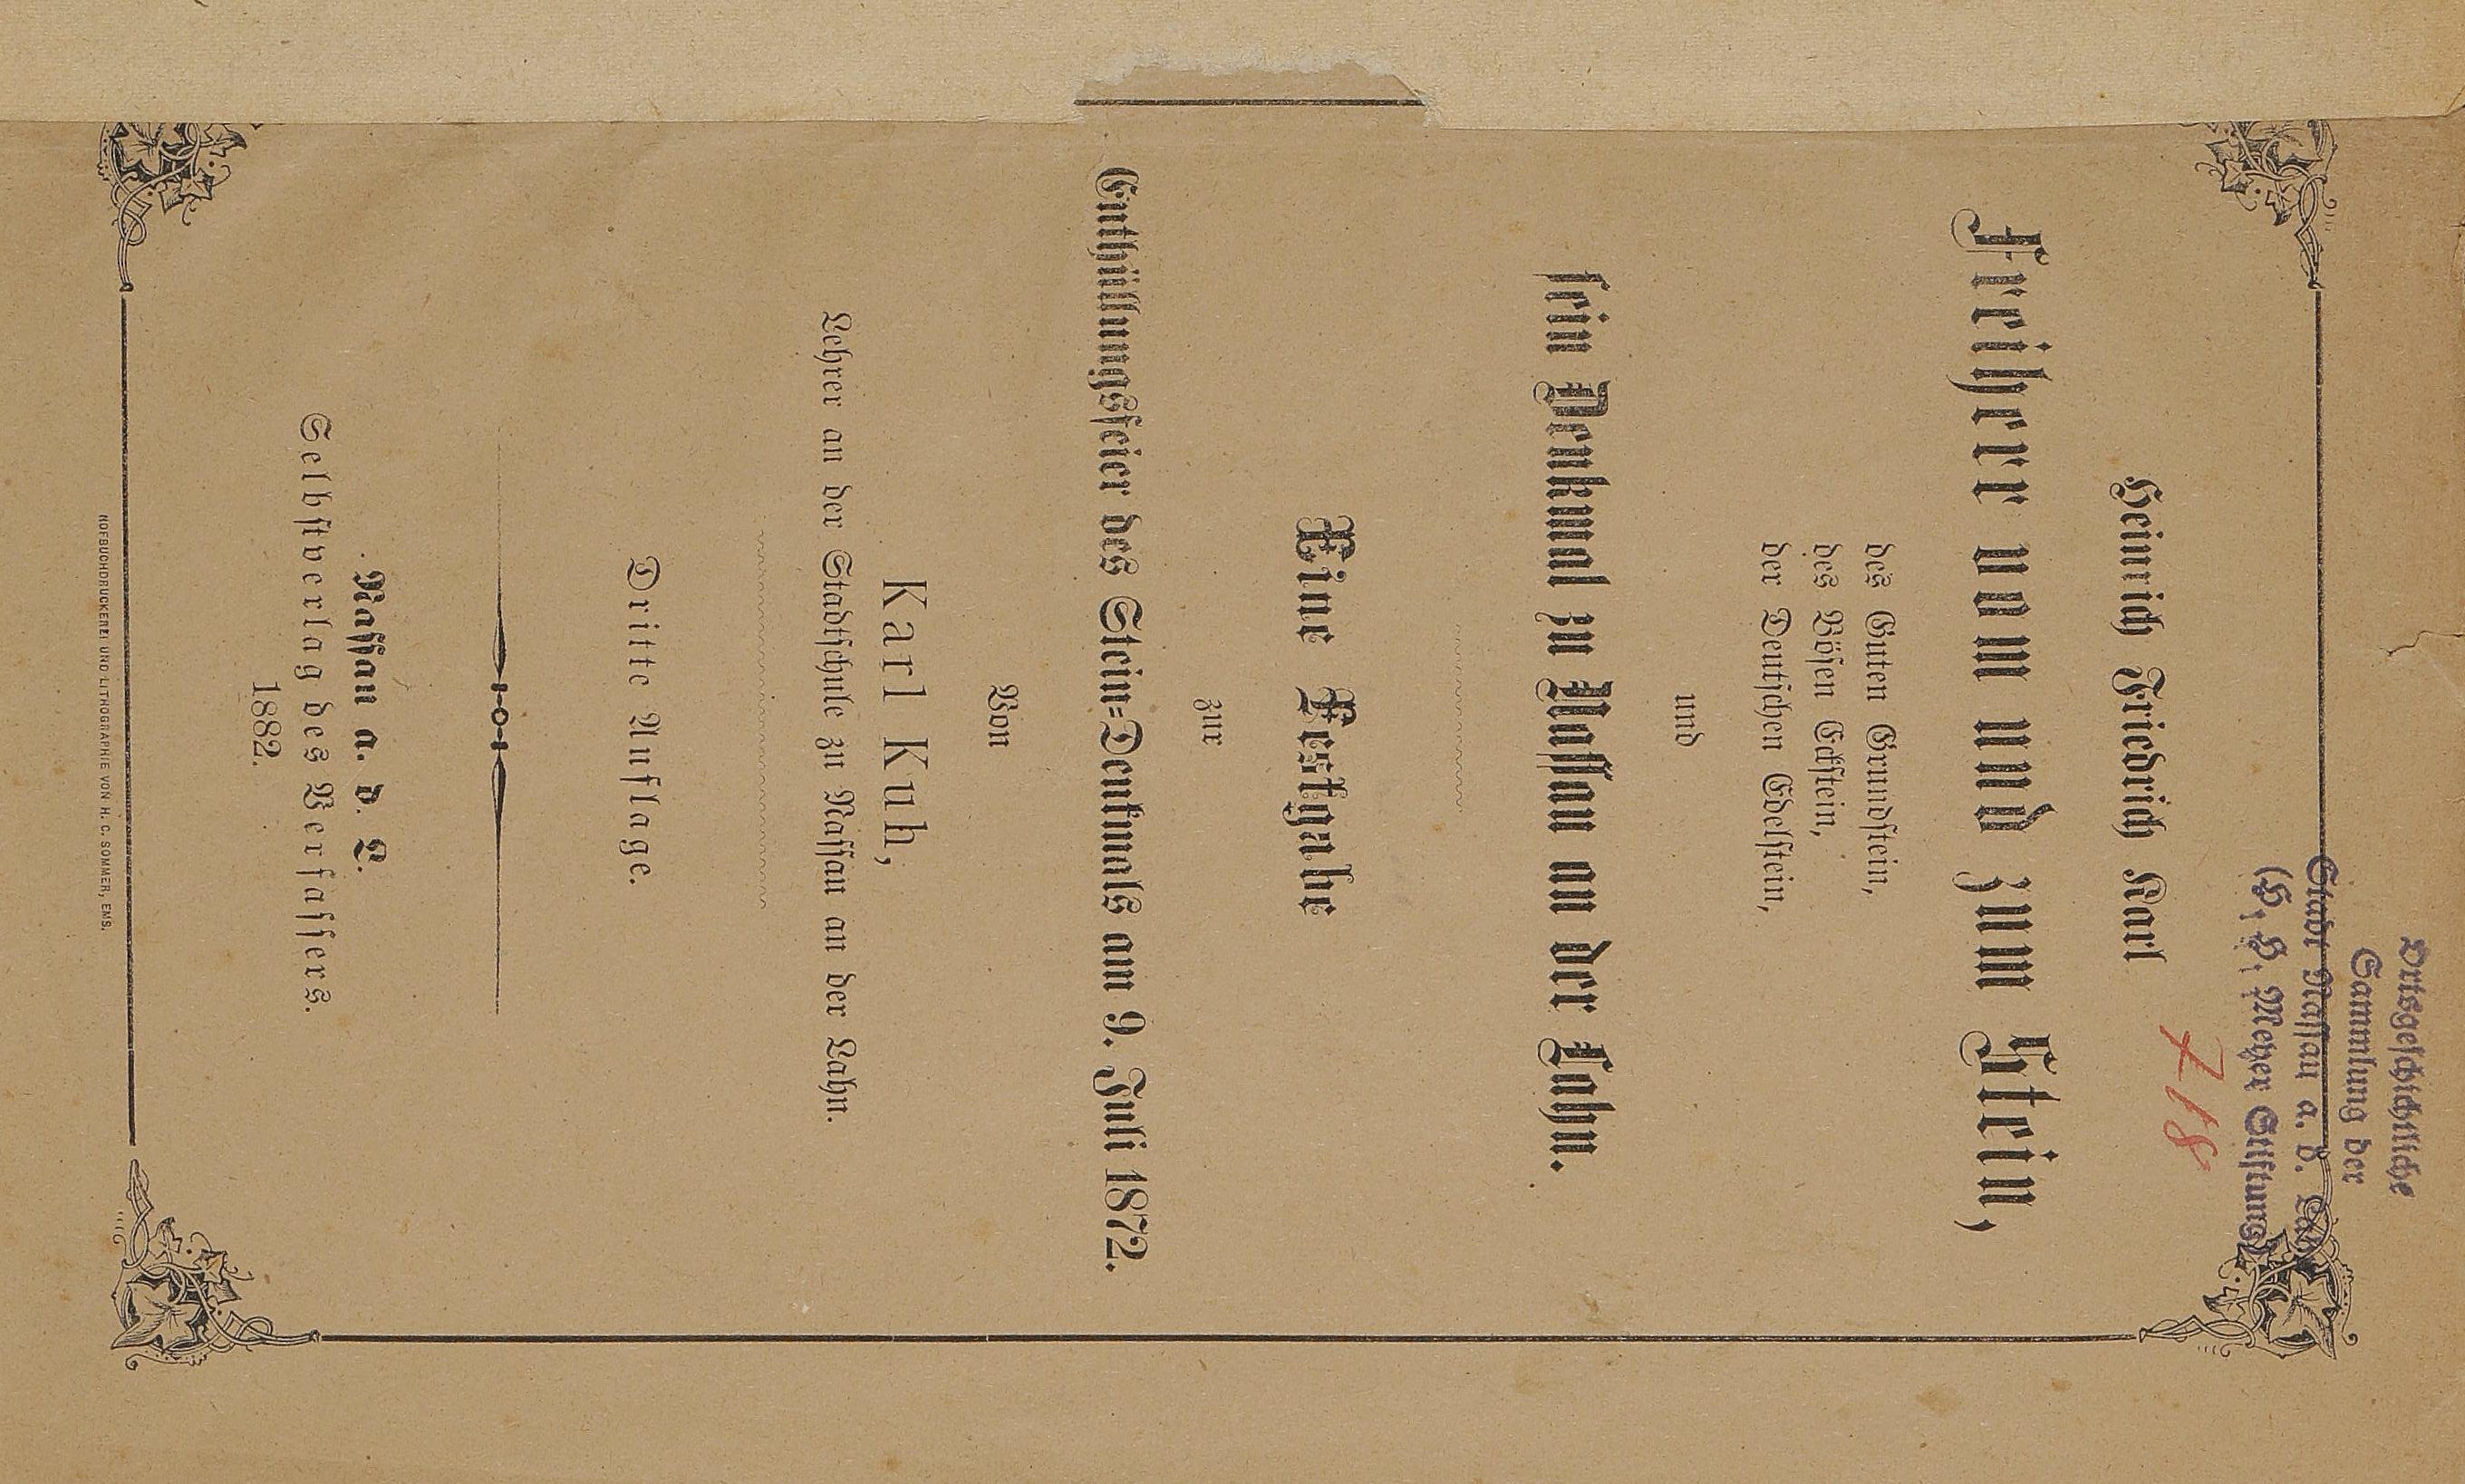 Ortsgeschichtliche
Sammlung der
Stadt Nassau a. d. Lahn
(P. P. Meyer Stiftung)
718
Heinrich Friedrich Karl
Freiherr vom und zum Stein,
des Guten Grundstein,
des Bösen Eckstein,
der Deutschen Edelstein,
und
sein Denkmal zu Nassau an der Lahn.
Eine Festgabe
zur
Enthüllungsfeier des Stein=Denkmals am 9. Juli 1872.
Von
Karl Kuh,
Lehrer an der Stadtschule zu Nassau an der Lahn.
Dritte Auflage.
Nassau a. d. L.
Selbstverlag des Verfassers.
1882.
HOFBUCHDRUCKEREI UND LITHOGRAPHIE VON H. C. SOMMER, EMS.